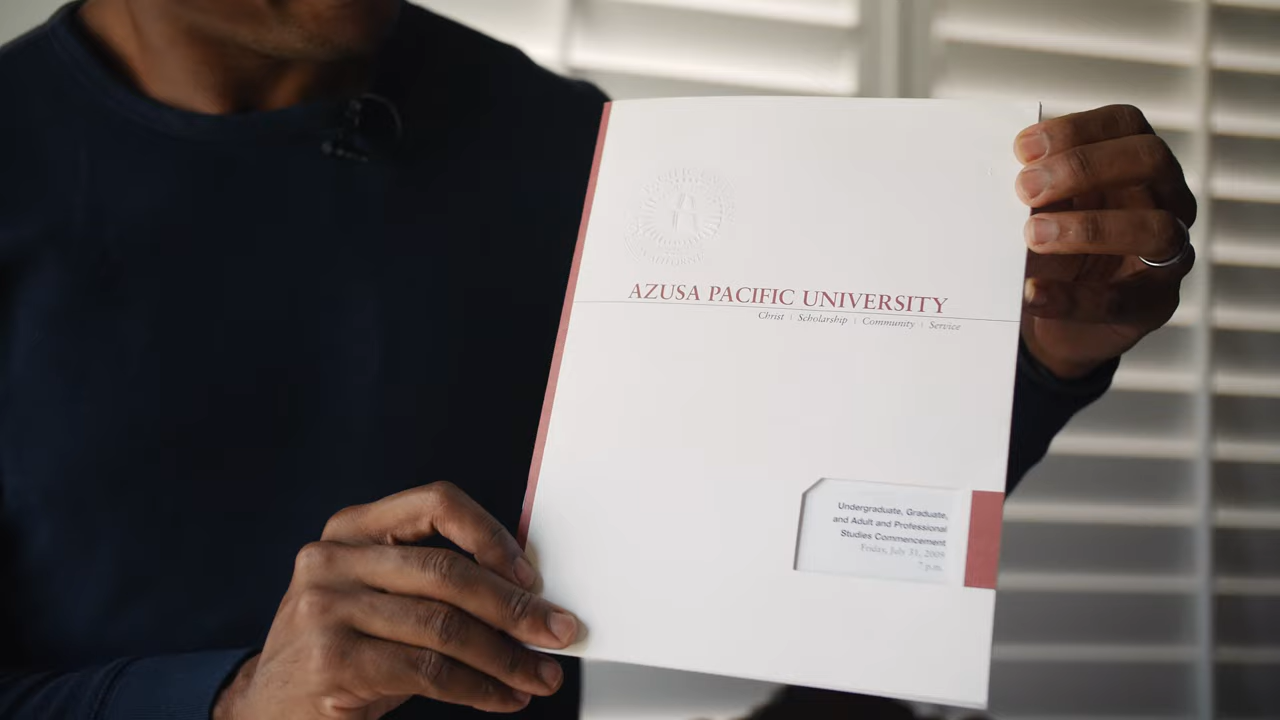 AZUSA PACIFIC UNIVERSITY
Christ | Scholarship | Community | Service
Undergraduate, Graduate,
and Adult and Professional
Studies Commencement
Friday, July 31, 2009
7 p.m.